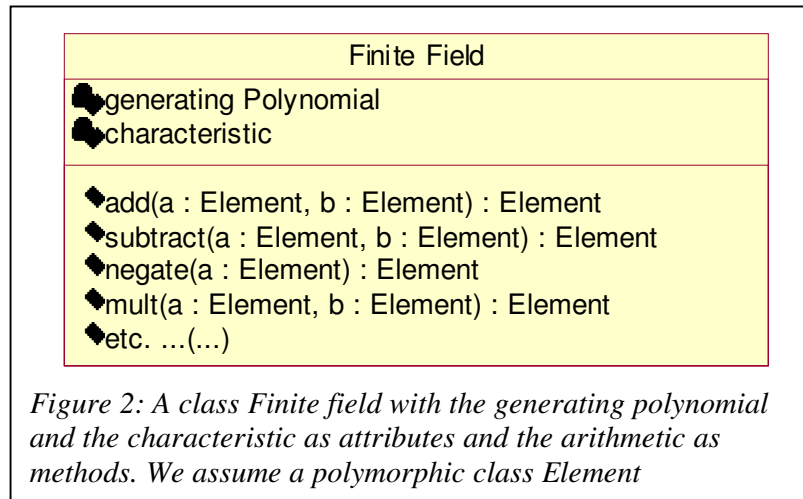 Finite Field
generating Polynomial
characteristic
add(a : Element, b : Element) : Element
subtract(a : Element, b : Element) : Element
negate(a : Element) : Element
mult(a : Element, b : Element) : Element
etc. ...(...)
Figure 2: A class Finite field with the generating polynomial
and the characteristic as attributes and the arithmetic as
methods. We assume a polymorphic class Element